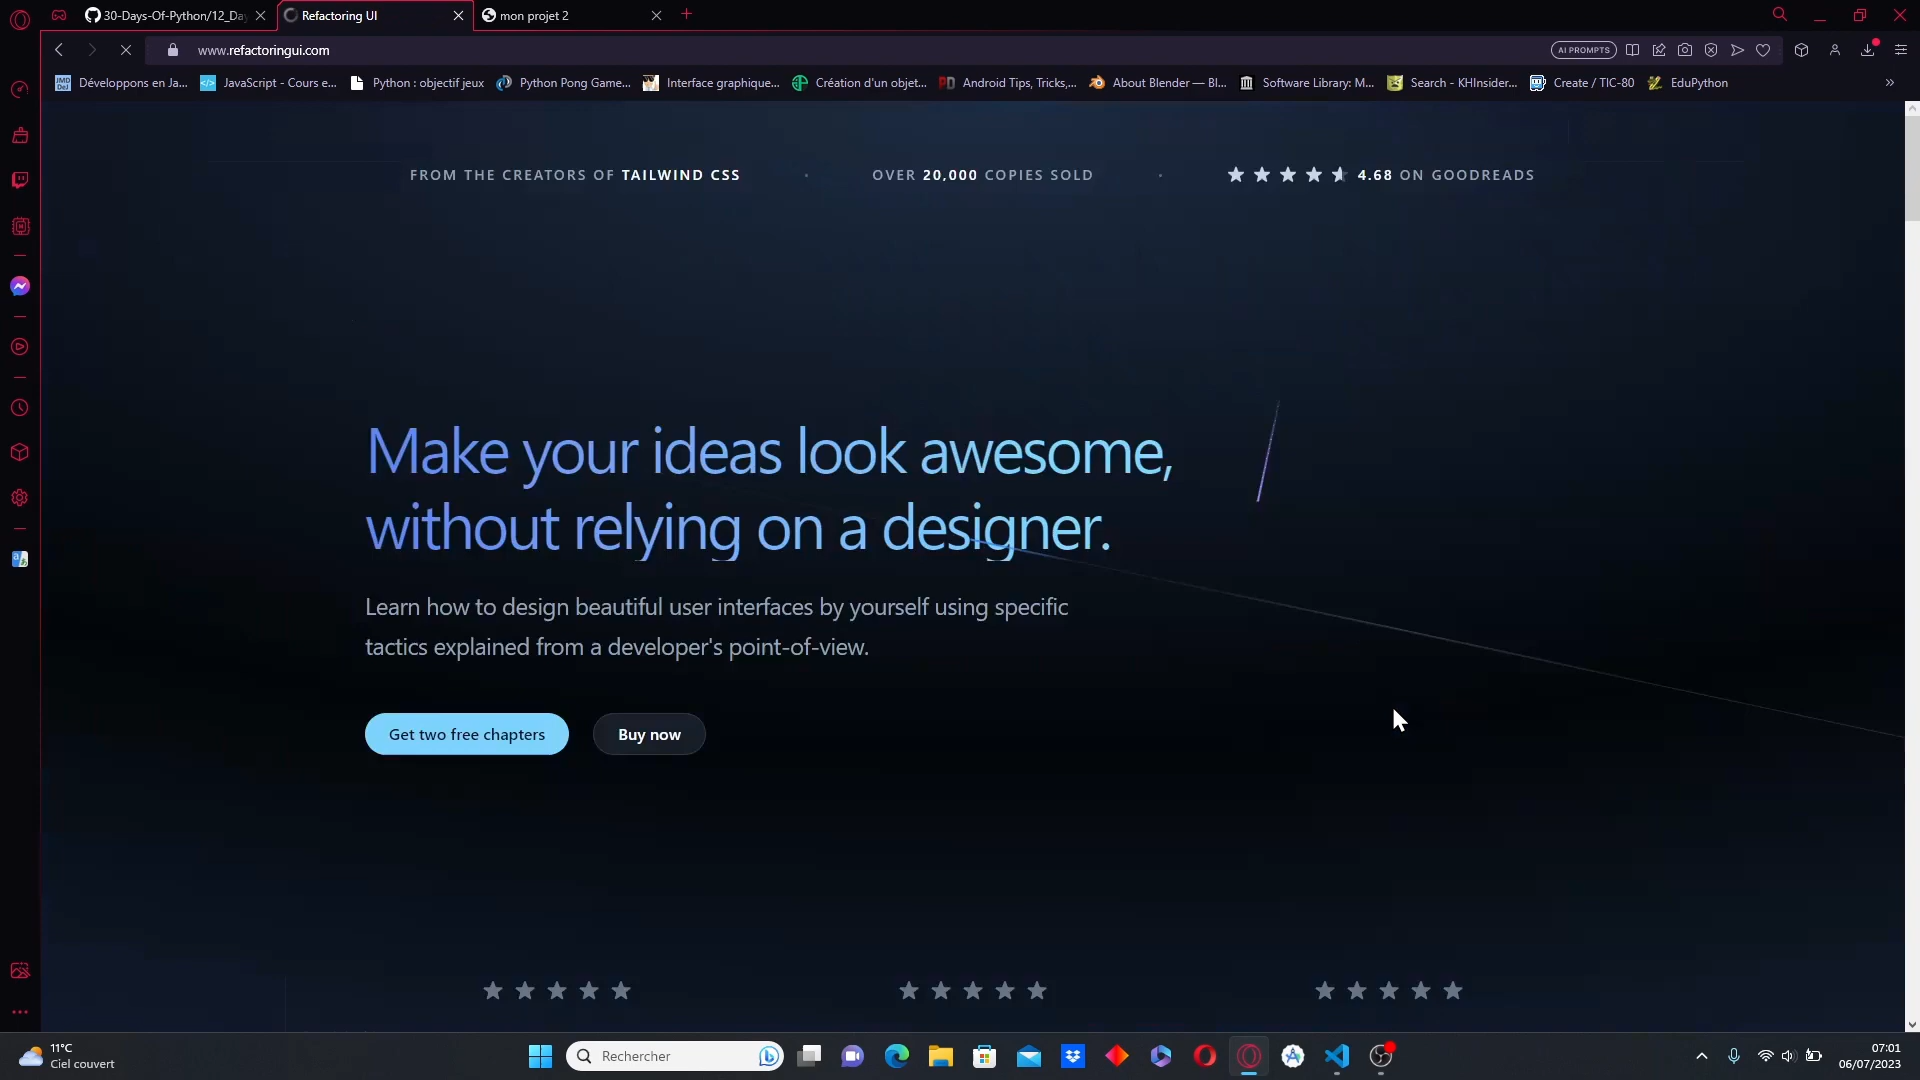 30-Days-Of-Python/12_Da
Refactoring UI
mon projet 2
www.refactoringui.com
AI PROMPTS
Développons en Ja...
JavaScript - Cours e...
Python : objectif jeux
Python Pong Game...
Interface graphique...
Création d'un objet...
Android Tips, Tricks,...
About Blender — Bl...
Software Library: M...
Search - KHInsider...
Create / TIC-80
EduPython
FROM THE CREATORS OF TAILWIND CSS
OVER 20,000 COPIES SOLD
4.68 ON GOODREADS
Make your ideas look awesome,
without relying on a designer.
Learn how to design beautiful user interfaces by yourself using specific
tactics explained from a developer's point-of-view.
Get two free chapters
Buy now
11°C
Ciel couvert
Rechercher
07:01
06/07/2023